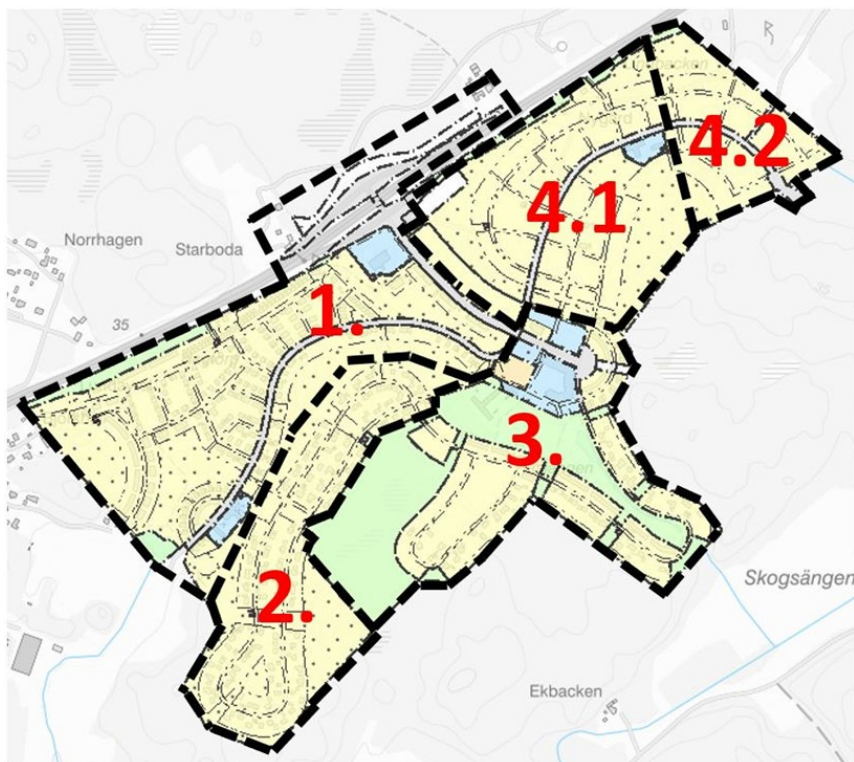 4.2
4.1
Norrhagen
Starboda
35
1.
35
3.
Skogsängen
2.
Ekbacken